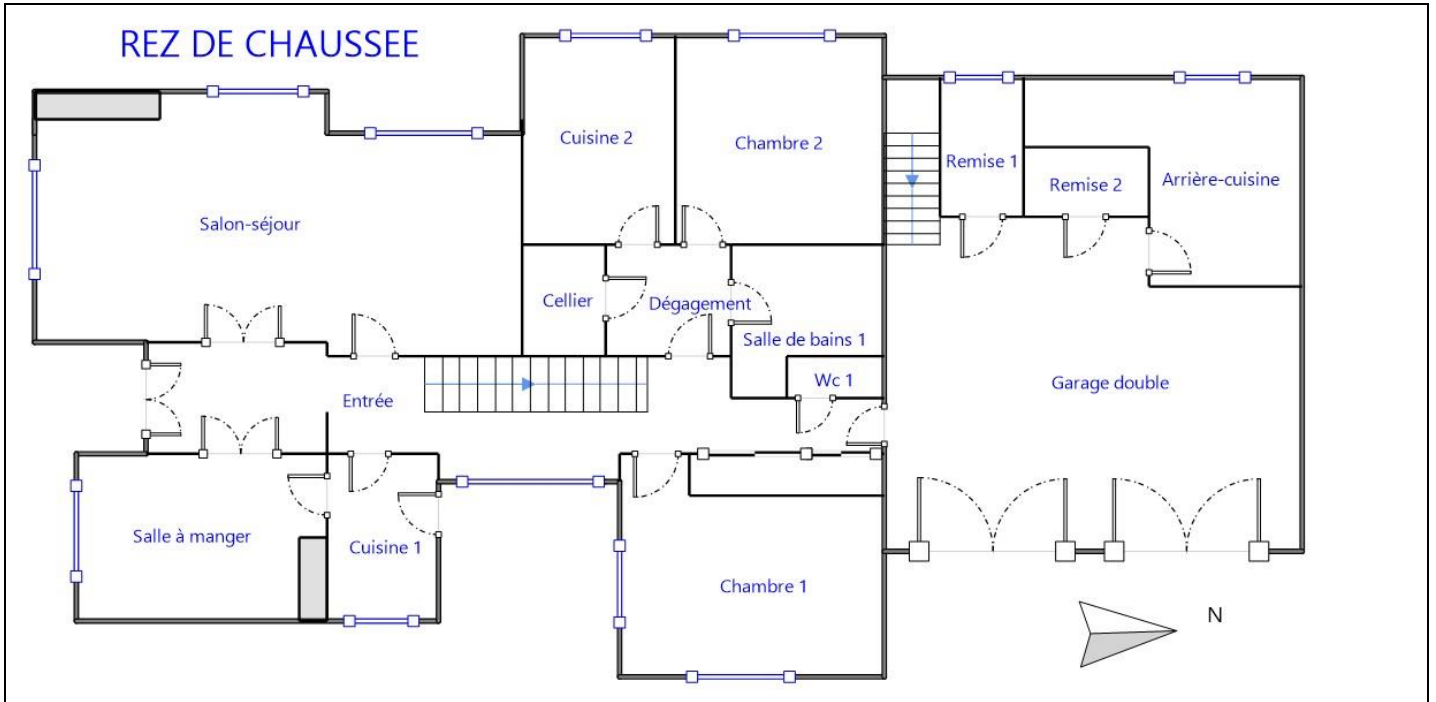 REZ DE CHAUSSEE
Cuisine 2
Chambre 2
Remise 1
Remise 2
Arrière-cuisine
Salon-séjour
Cellier
Dégagement
Salle de bains 1
Wc 1
Garage double
Entrée
Salle à manger
Cuisine 1
Chambre 1
N